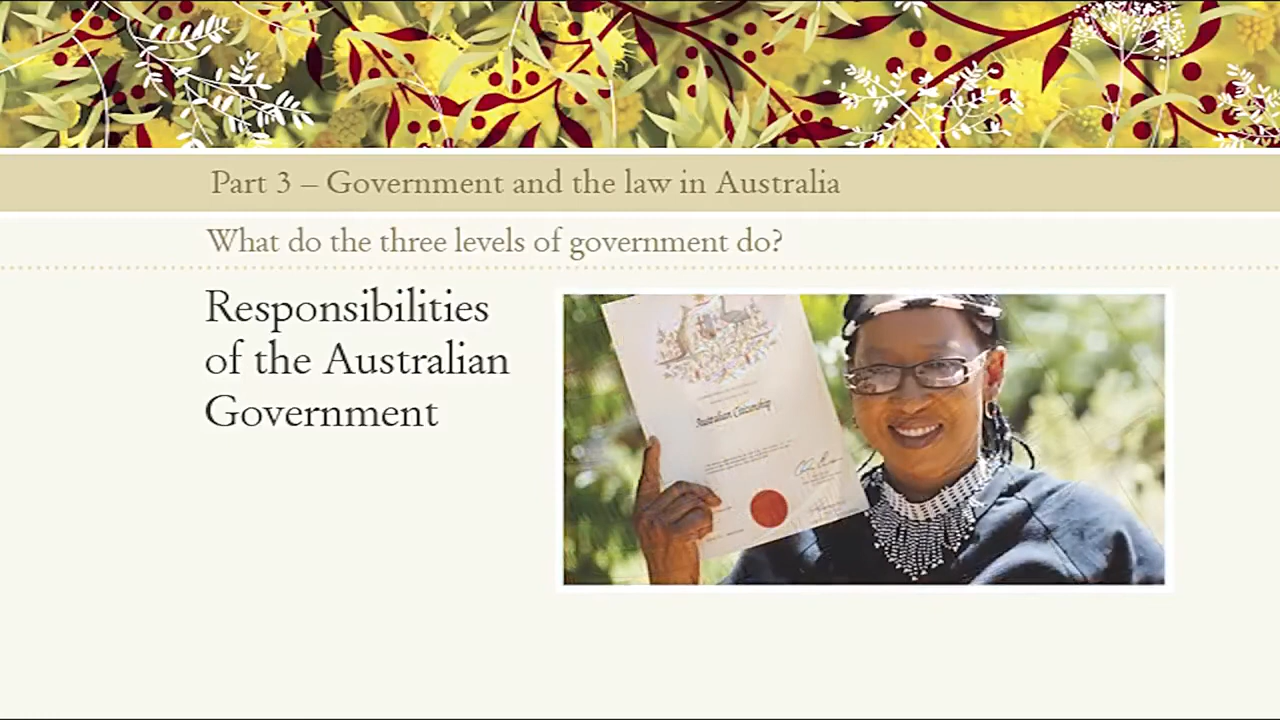 Part 3 – Government and the law in Australia
What do the three levels of government do?
Responsibilities
of the Australian
Government
Australian Citizenship